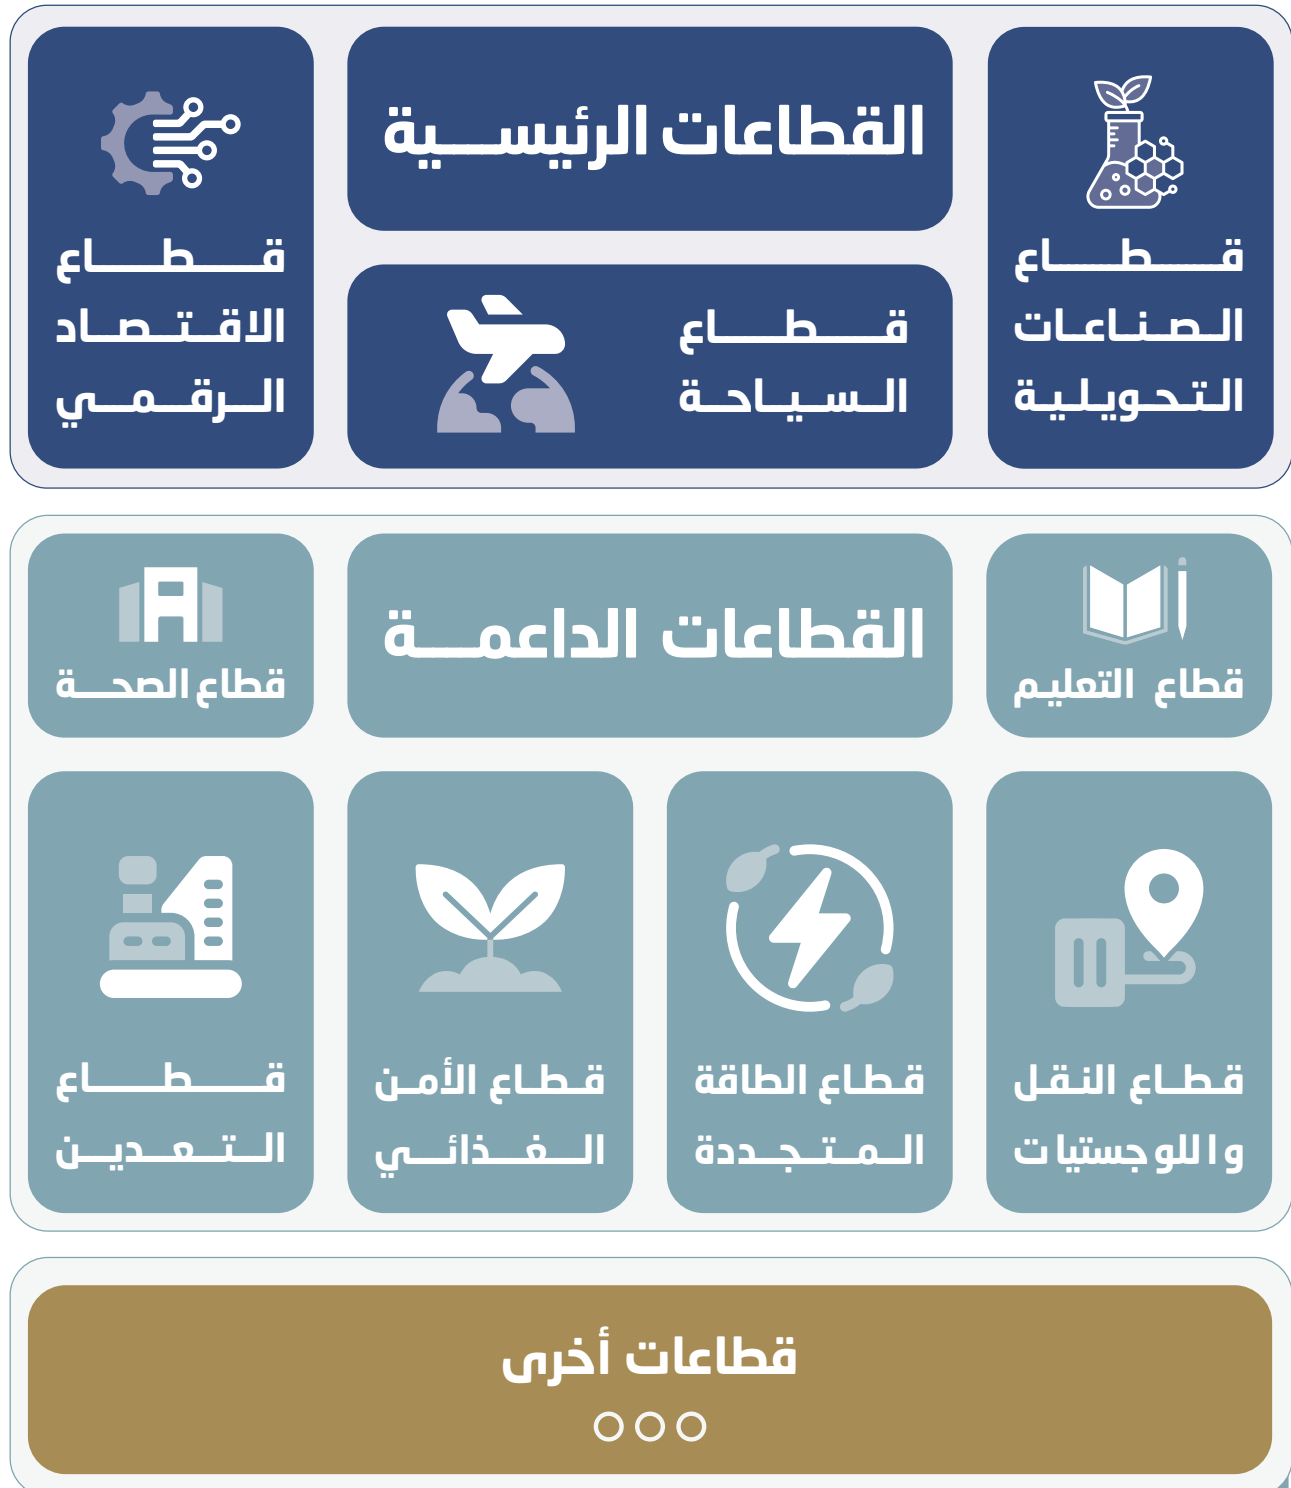 القطاعات الرئيسية
قطاع
الصناعات
التحويلية
قطاع
السياحة
قطاع
الاقتصاد
الرقمي
القطاعات الداعمة
قطاع التعليم
قطاع الصحة
قطاع النقل
واللوجستيات
قطاع الطاقة
المتجددة
قطاع الأمن
الغذائي
قطاع
التعدين
قطاعات أخرى